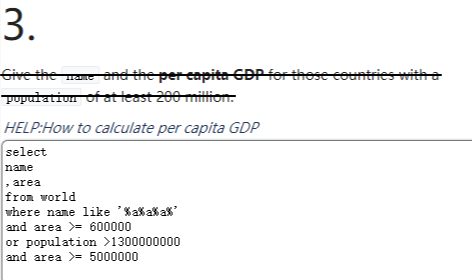 3.
Give the name and the per capita GDP for those countries with a
population of at least 200 million.
HELP:How to calculate per capita GDP
select
name
,area
from world
where name like '%a%a%a%'
and area >= 600000
or population >1300000000
and area >= 5000000